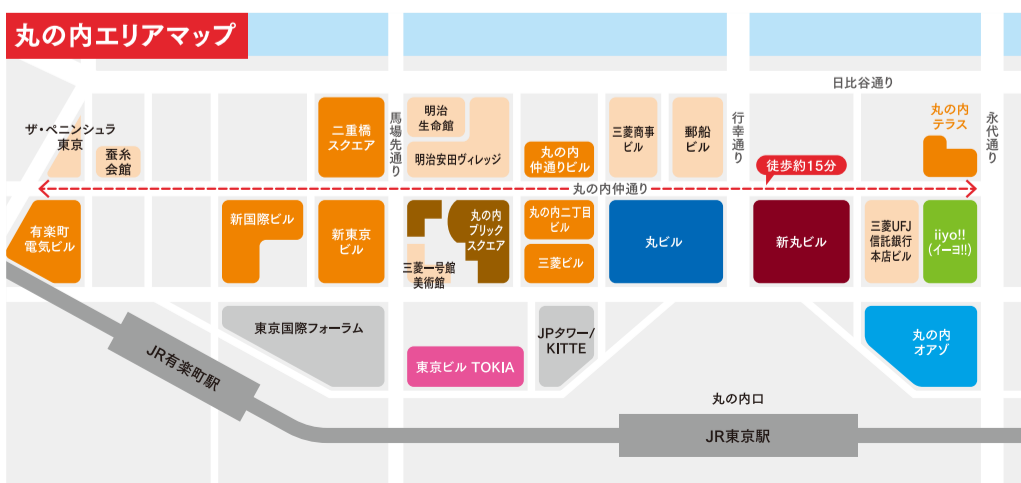 丸の内エリアマップ
日比谷通り
ザ・ペニンシュラ
東京
蚕糸
会館
二重橋
スクエア
馬場先通り
明治
生命館
明治安田ヴィレッジ
丸の内
仲通りビル
三菱商事
ビル
郵船
ビル
行幸通り
徒歩約15分
丸の内
テラス
永代通り
丸の内仲通り
有楽町
電気ビル
新国際ビル
新東京
ビル
三菱一号館
美術館
丸の内
ブリック
スクエア
丸の内二丁目
ビル
三菱ビル
丸ビル
新丸ビル
三菱UFJ
信託銀行
本店ビル
iiyo!!
(イーヨ!!)
東京国際フォーラム
東京ビル TOKIA
JPタワー/
KITTE
丸の内
オアゾ
JR有楽町駅
丸の内口
JR東京駅